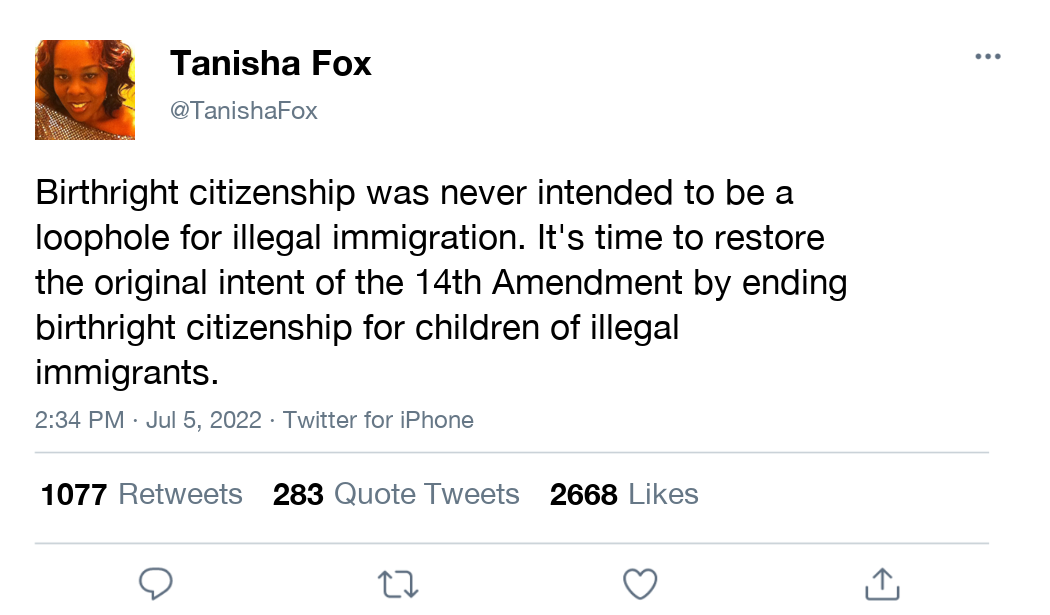 Tanisha Fox
@TanishaFox
Birthright citizenship was never intended to be a
loophole for illegal immigration. It's time to restore
the original intent of the 14th Amendment by ending
birthright citizenship for children of illegal
immigrants.
2:34 PM · Jul 5, 2022 · Twitter for iPhone
1077 Retweets 283 Quote Tweets 2668 Likes